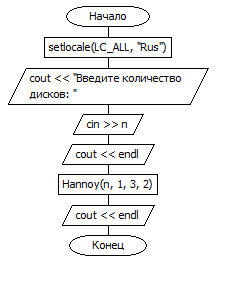 Начало
setlocale(LC_ALL, "Rus")
cout << "Введите количество
дисков: "
cin >> n
cout << endl
Hannoy(n, 1, 3, 2)
cout << endl
Конец